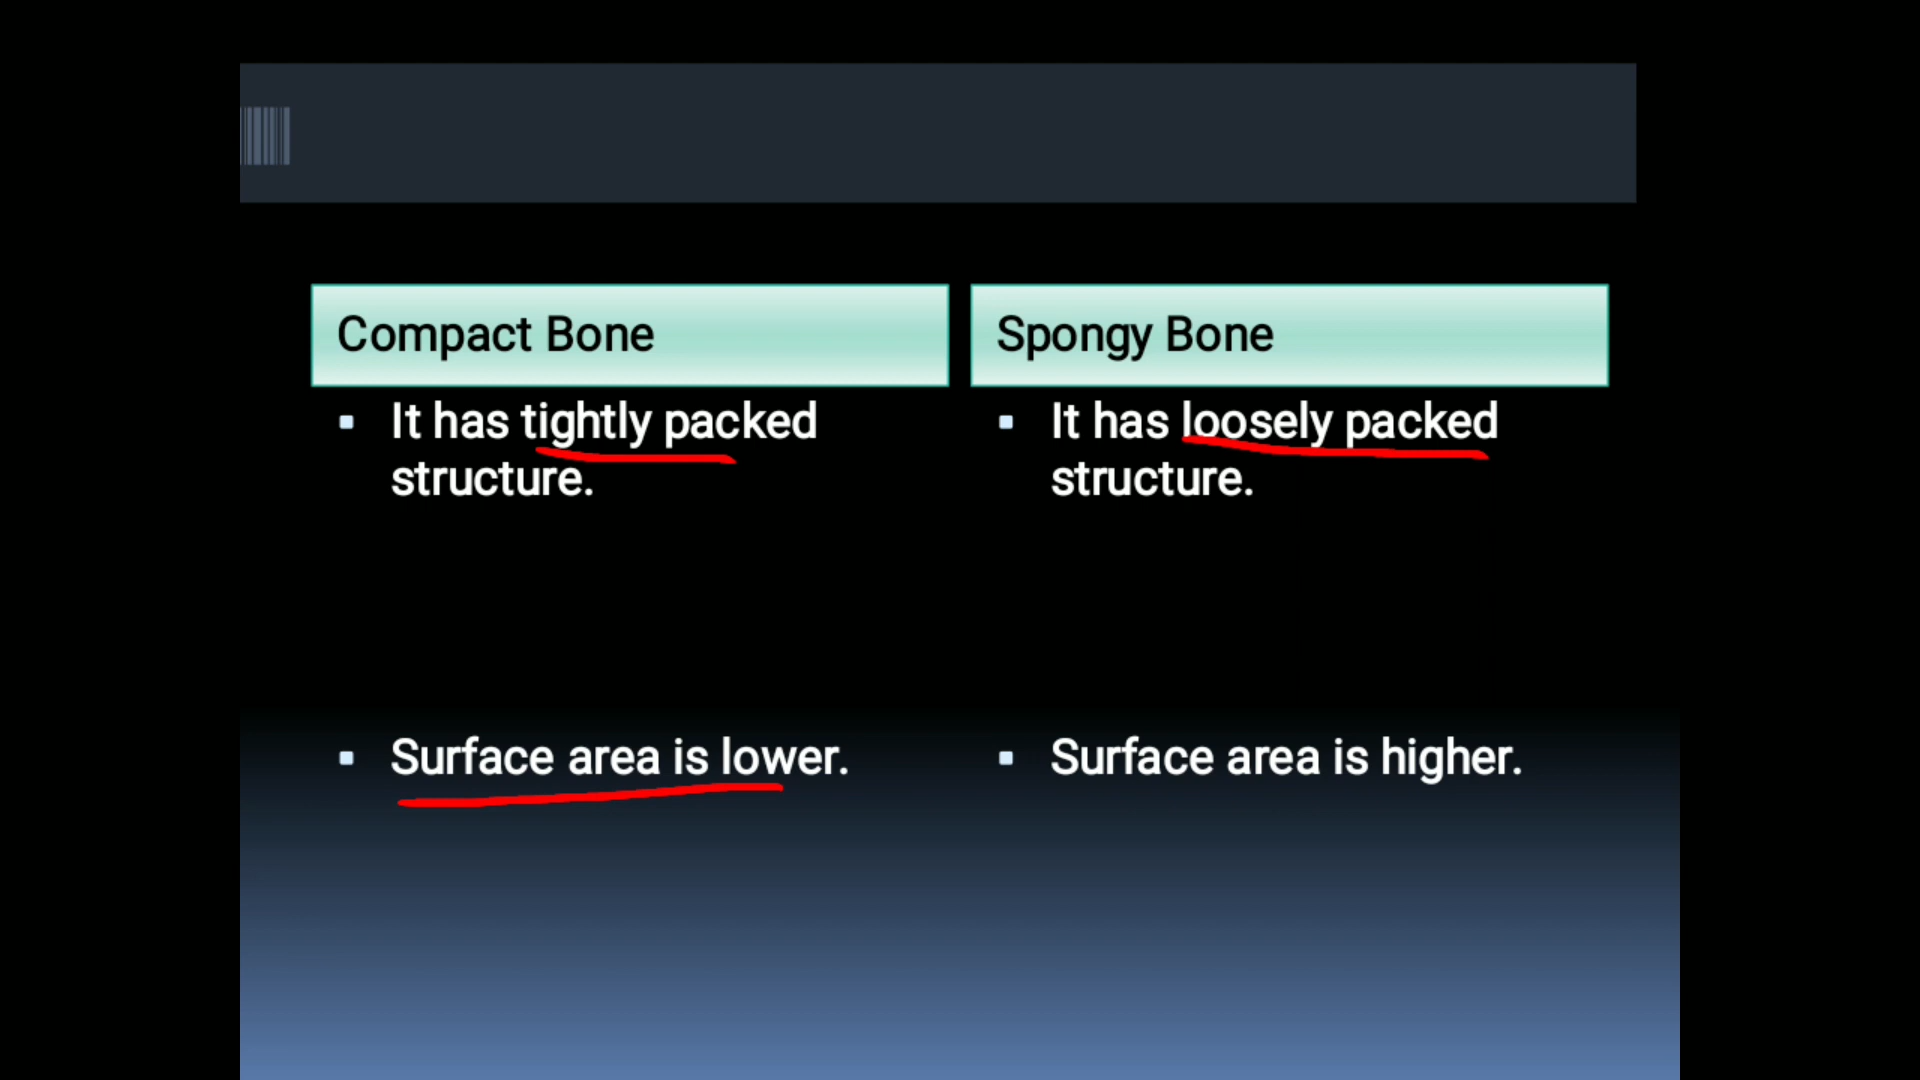 Compact Bone
It has tightly packed
structure.
Surface area is lower.
Spongy Bone
It has loosely packed
structure.
Surface area is higher.